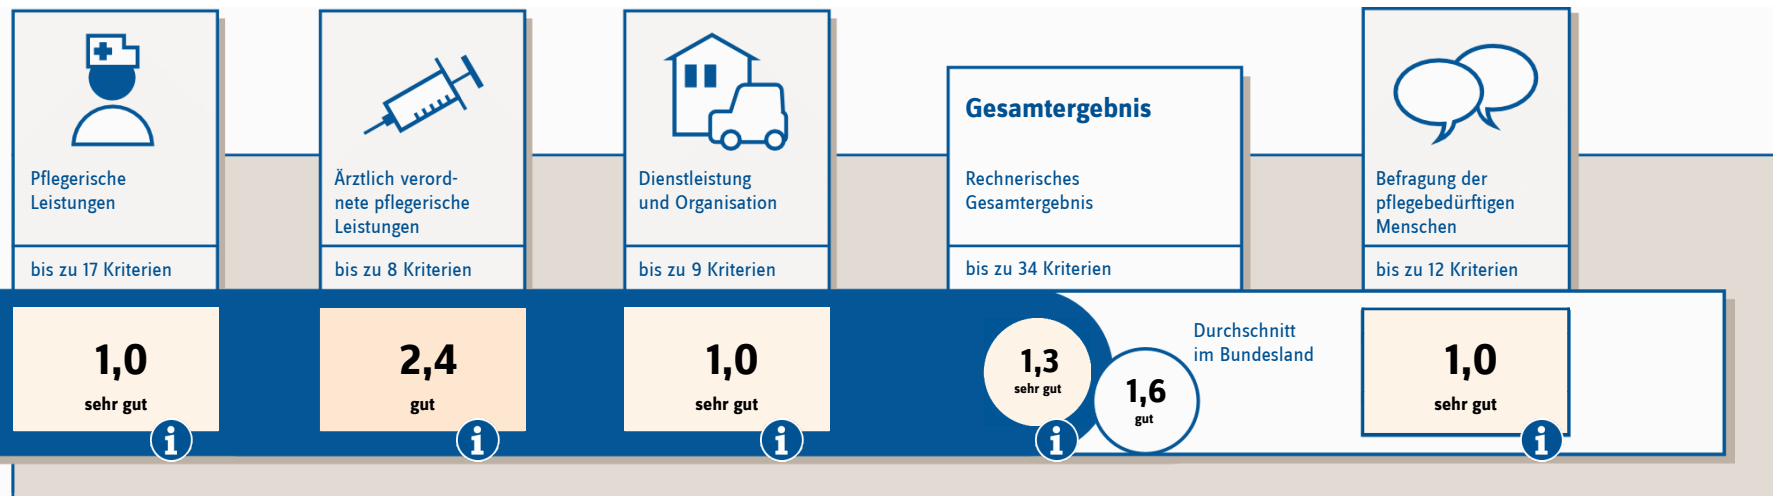 Pflegerische
Leistungen
bis zu 17 Kriterien
1,0
sehr gut
i
Ärztlich verord-
nete pflegerische
Leistungen
bis zu 8 Kriterien
2,4
gut
i
Dienstleistung
und Organisation
bis zu 9 Kriterien
1,0
sehr gut
i
Gesamtergebnis
Rechnerisches
Gesamtergebnis
bis zu 34 Kriterien
1,3
sehr gut
i
1,6
gut
Durchschnitt
im Bundesland
Befragung der
pflegebedürftigen
Menschen
bis zu 12 Kriterien
1,0
sehr gut
i